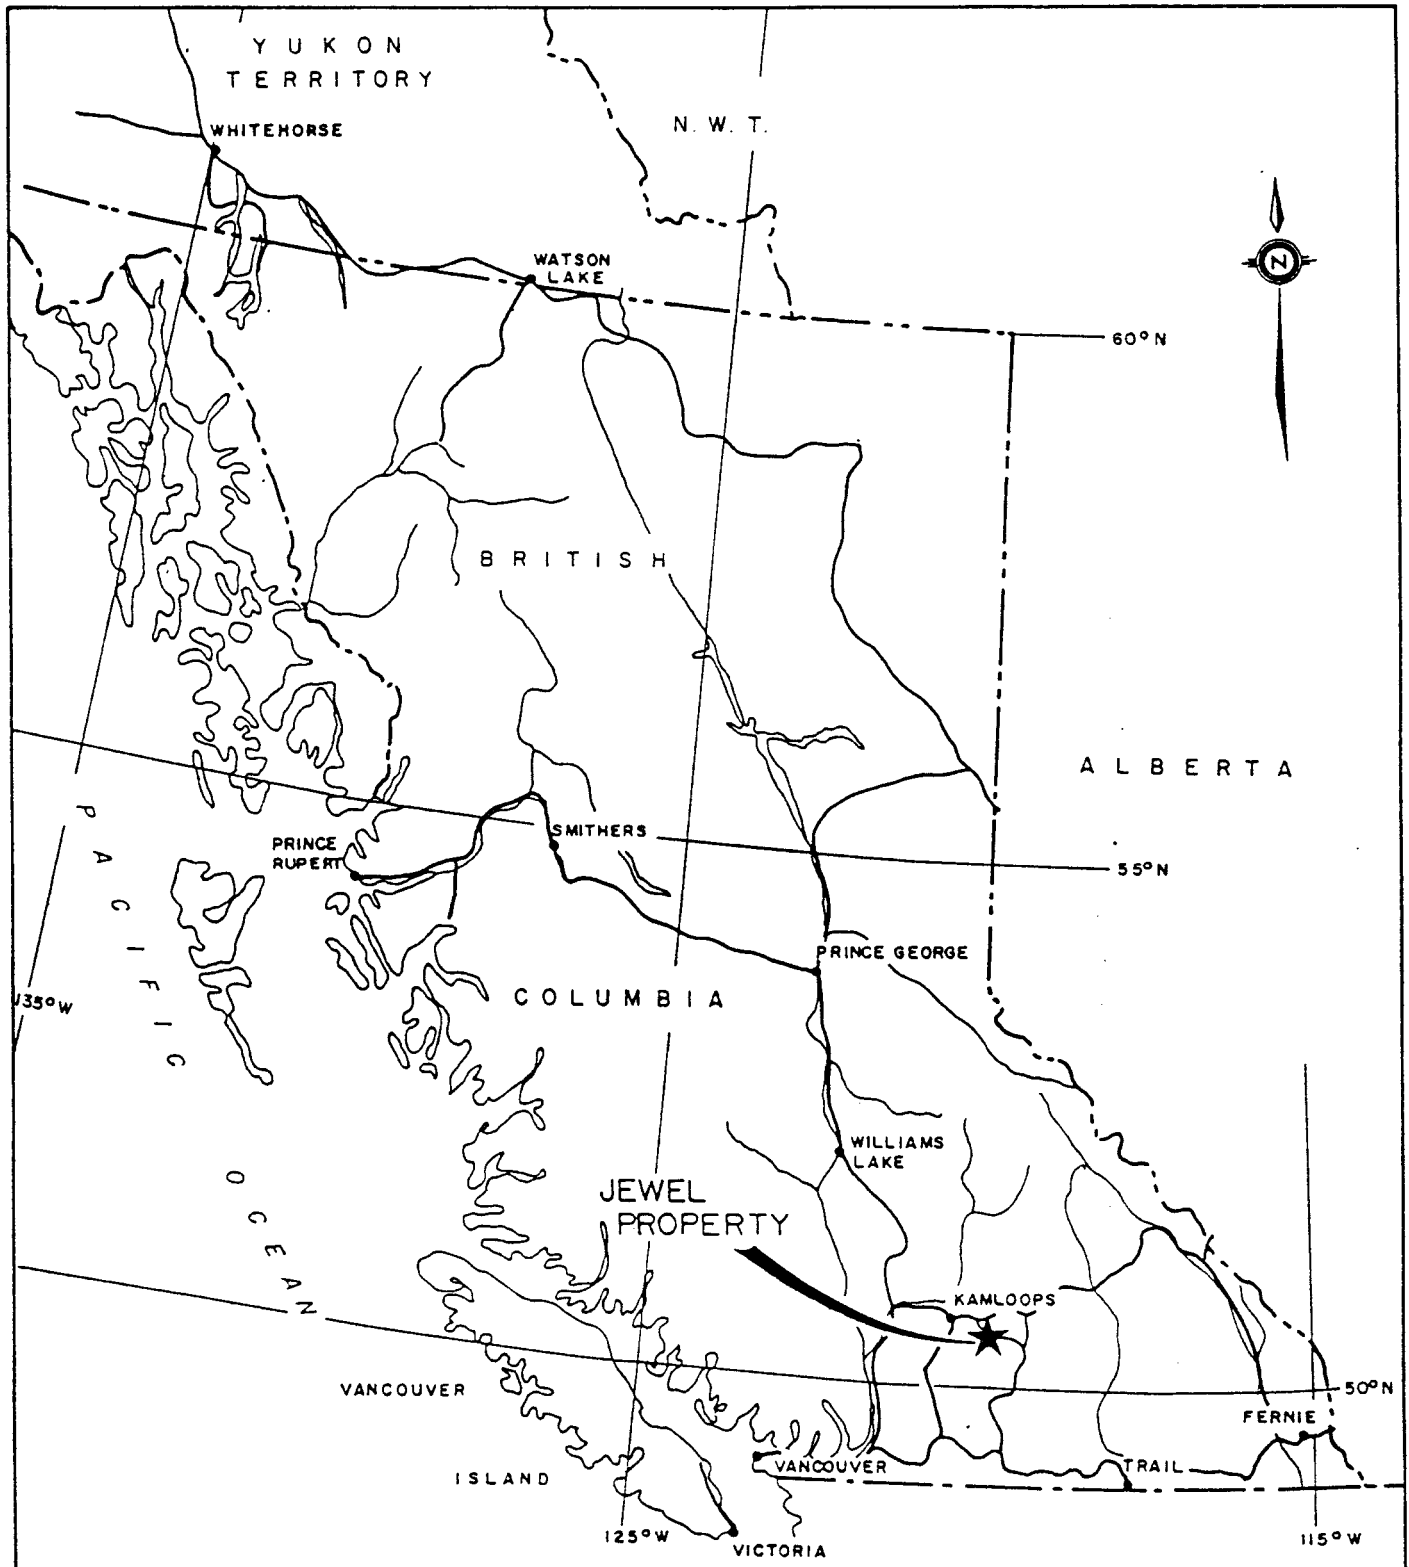 YUKON
TERRITORY
N.W.T.
WHITEHORSE
WATSON
LAKE
N
60°N
BRITISH
ALBERTA
PACIFIC
OCEAN
PRINCE
RUPERT
SMITHERS
55°N
PRINCE GEORGE
COLUMBIA
135°W
WILLIAMS
LAKE
JEWEL
PROPERTY
KAMLOOPS
VANCOUVER
ISLAND
50°N
FERNIE
VANCOUVER
TRAIL
125°W
VICTORIA
115°W